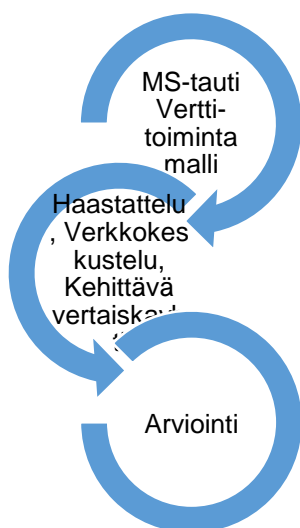 MS-tauti
Vertti-
toiminta
malli
Haastattelu
, Verkkokes
kustelu,
Kehittävä
Arviointi